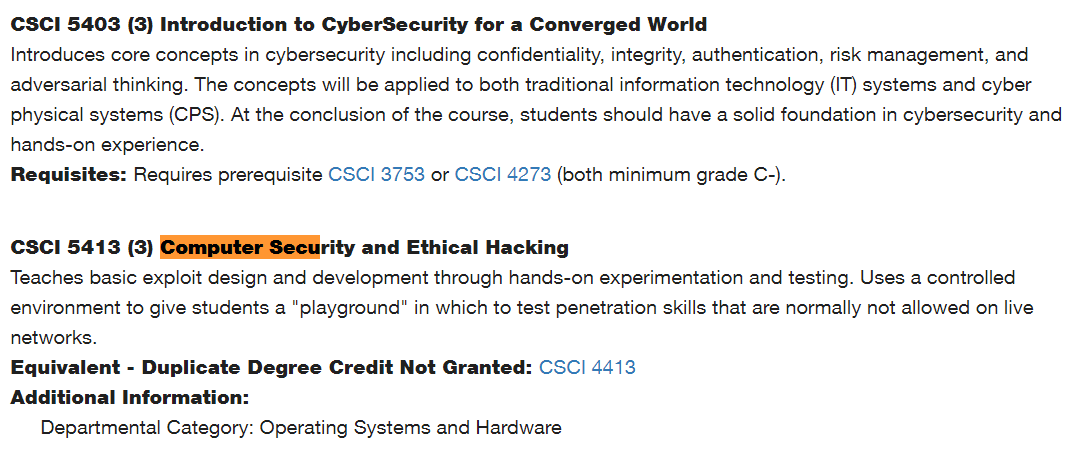 CSCI 5403 (3) Introduction to CyberSecurity for a Converged World
Introduces core concepts in cybersecurity including confidentiality, integrity, authentication, risk management, and
adversarial thinking. The concepts will be applied to both traditional information technology (IT) systems and cyber
physical systems (CPS). At the conclusion of the course, students should have a solid foundation in cybersecurity and
hands-on experience.
Requisites: Requires prerequisite CSCI 3753 or CSCI 4273 (both minimum grade C-).
CSCI 5413 (3) Computer Security and Ethical Hacking
Teaches basic exploit design and development through hands-on experimentation and testing. Uses a controlled
environment to give students a "playground" in which to test penetration skills that are normally not allowed on live
networks.
Equivalent - Duplicate Degree Credit Not Granted: CSCI 4413
Additional Information:
Departmental Category: Operating Systems and Hardware